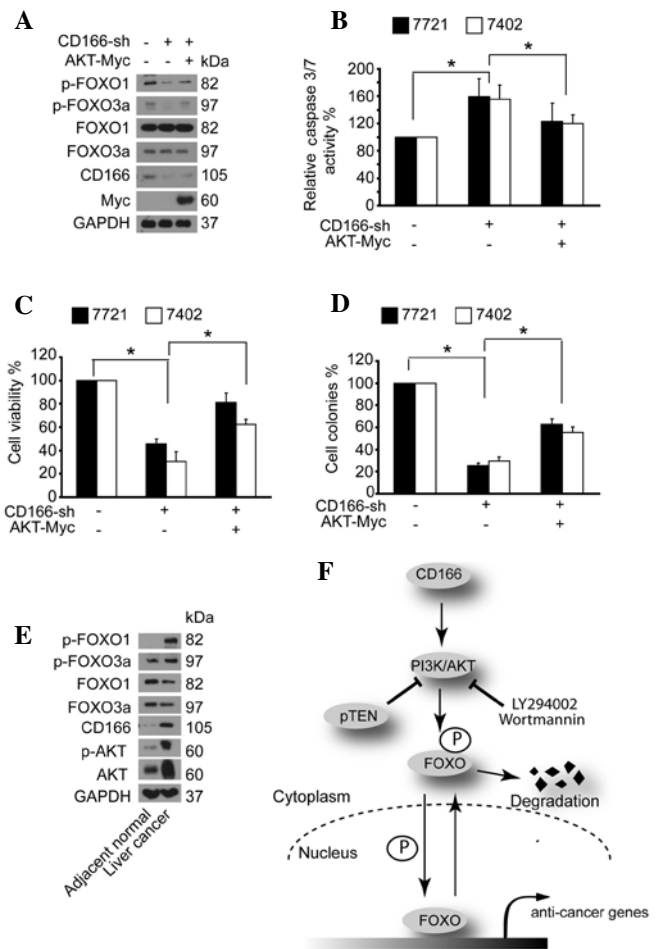 A
CD166-sh - + +
AKT-Myc - - + kDa
p-FOXO1 82
p-FOXO3a 97
FOXO1 82
FOXO3a 97
CD166 105
Myc 60
GAPDH 37
B
7721 7402
Relative caspase 3/7
activity %
200
160
120
80
40
0
* *
CD166-sh - + +
AKT-Myc - - +
C
7721 7402
Cell viability %
120
100
80
60
40
20
0
* *
CD166-sh - + +
AKT-Myc - - +
D
7721 7402
Cell colonies %
120
100
80
60
40
20
0
* *
CD166-sh - + +
AKT-Myc - - +
E
kDa
p-FOXO1 82
p-FOXO3a 97
FOXO1 82
FOXO3a 97
CD166 105
p-AKT 60
AKT 60
GAPDH 37
Adjacent normal
Liver cancer
F
CD166
PI3K/AKT
pTEN
LY294002
Wortmannin
P
FOXO
Degradation
Cytoplasm
Nucleus
P
FOXO
anti-cancer genes